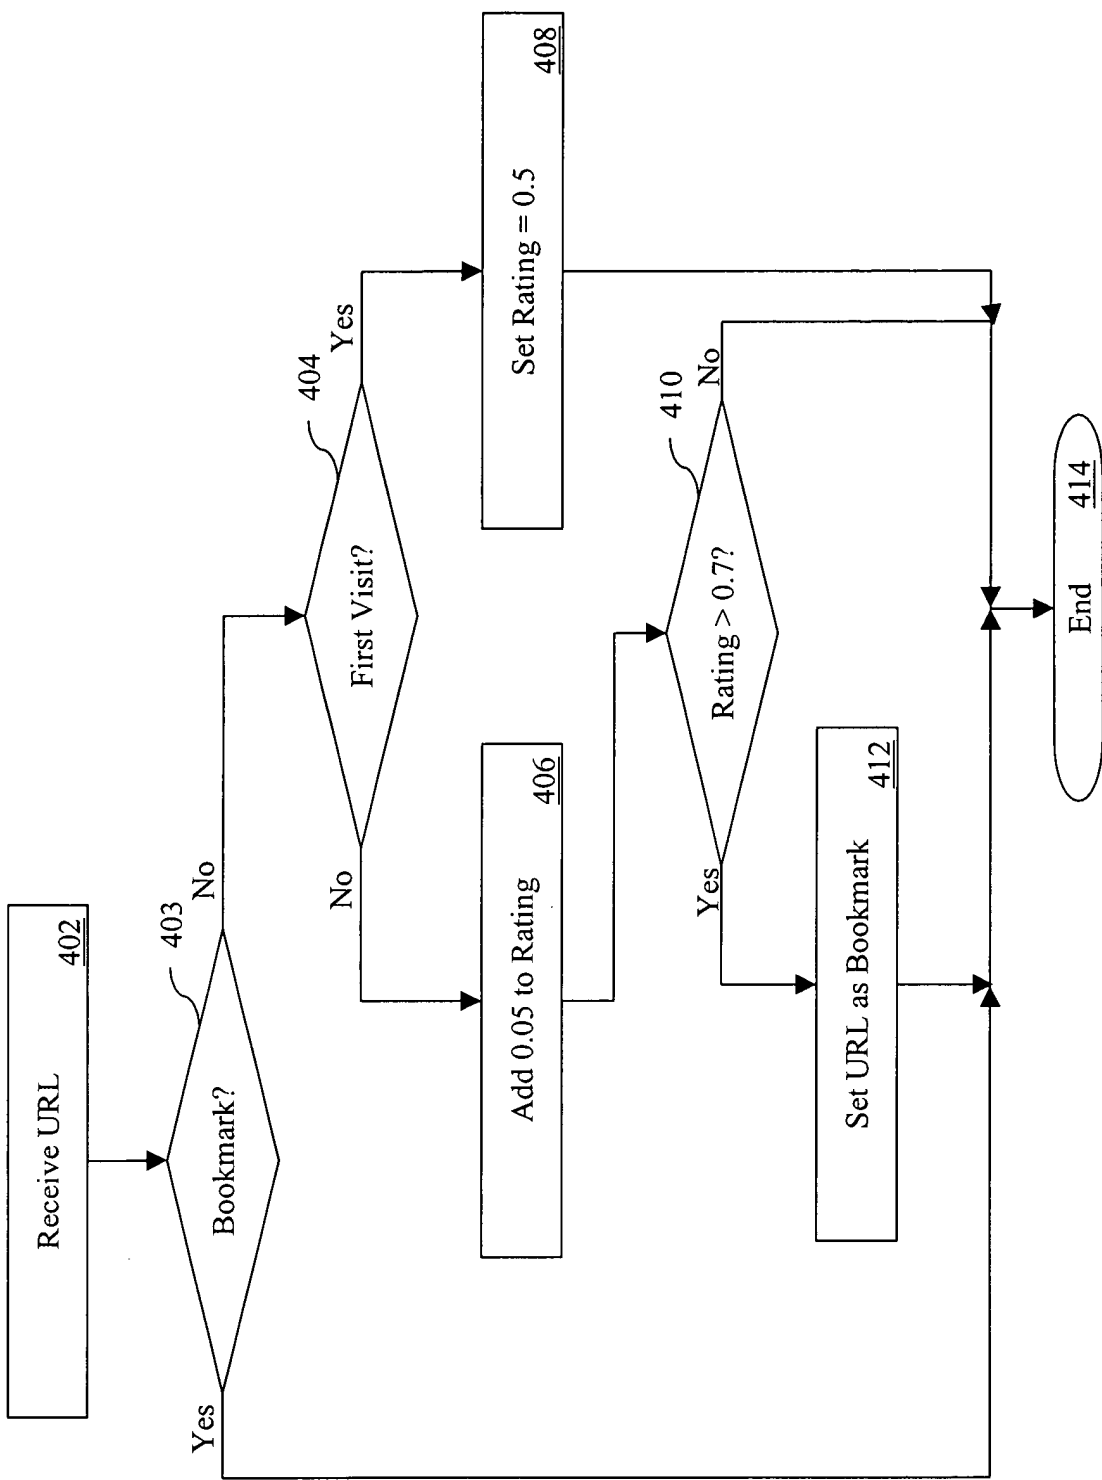 Receive URL 402
403
Bookmark?
Yes
No
404
First Visit?
No
Yes
Add 0.05 to Rating 406
Set Rating = 0.5 408
410
Rating > 0.7?
Yes
No
Set URL as Bookmark 412
End 414